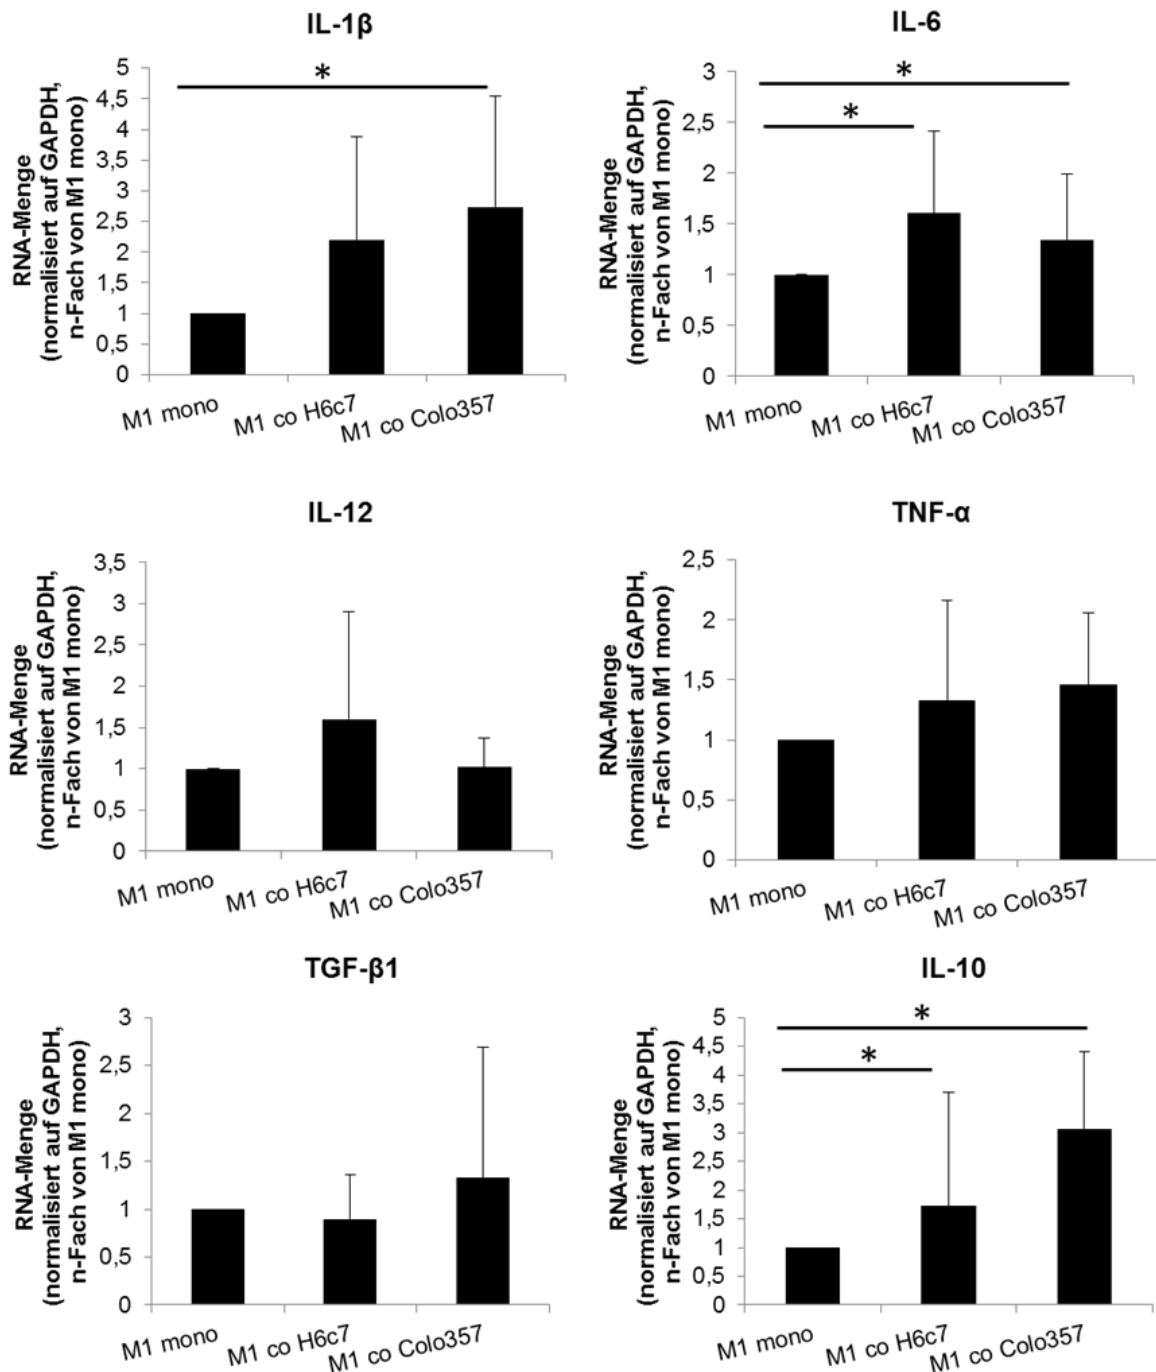 IL-1β
RNA-Menge
(normalisiert auf GAPDH,
n-Fach von M1 mono)
5
4,5
4
3,5
3
2,5
2
1,5
1
0,5
0
*
M1 mono
M1 co H6c7
M1 co Colo357
IL-6
RNA-Menge
(normalisiert auf GAPDH,
n-Fach von M1 mono)
3
2,5
2
1,5
1
0,5
0
*
*
M1 mono
M1 co H6c7
M1 co Colo357
IL-12
RNA-Menge
(normalisiert auf GAPDH,
n-Fach von M1 mono)
3,5
3
2,5
2
1,5
1
0,5
0
M1 mono
M1 co H6c7
M1 co Colo357
TNF-α
RNA-Menge
(normalisiert auf GAPDH,
n-Fach von M1 mono)
2,5
2
1,5
1
0,5
0
M1 mono
M1 co H6c7
M1 co Colo357
TGF-β1
RNA-Menge
(normalisiert auf GAPDH,
n-Fach von M1 mono)
3
2,5
2
1,5
1
0,5
0
M1 mono
M1 co H6c7
M1 co Colo357
IL-10
RNA-Menge
(normalisiert auf GAPDH,
n-Fach von M1 mono)
5
4,5
4
3,5
3
2,5
2
1,5
1
0,5
0
*
*
M1 mono
M1 co H6c7
M1 co Colo357